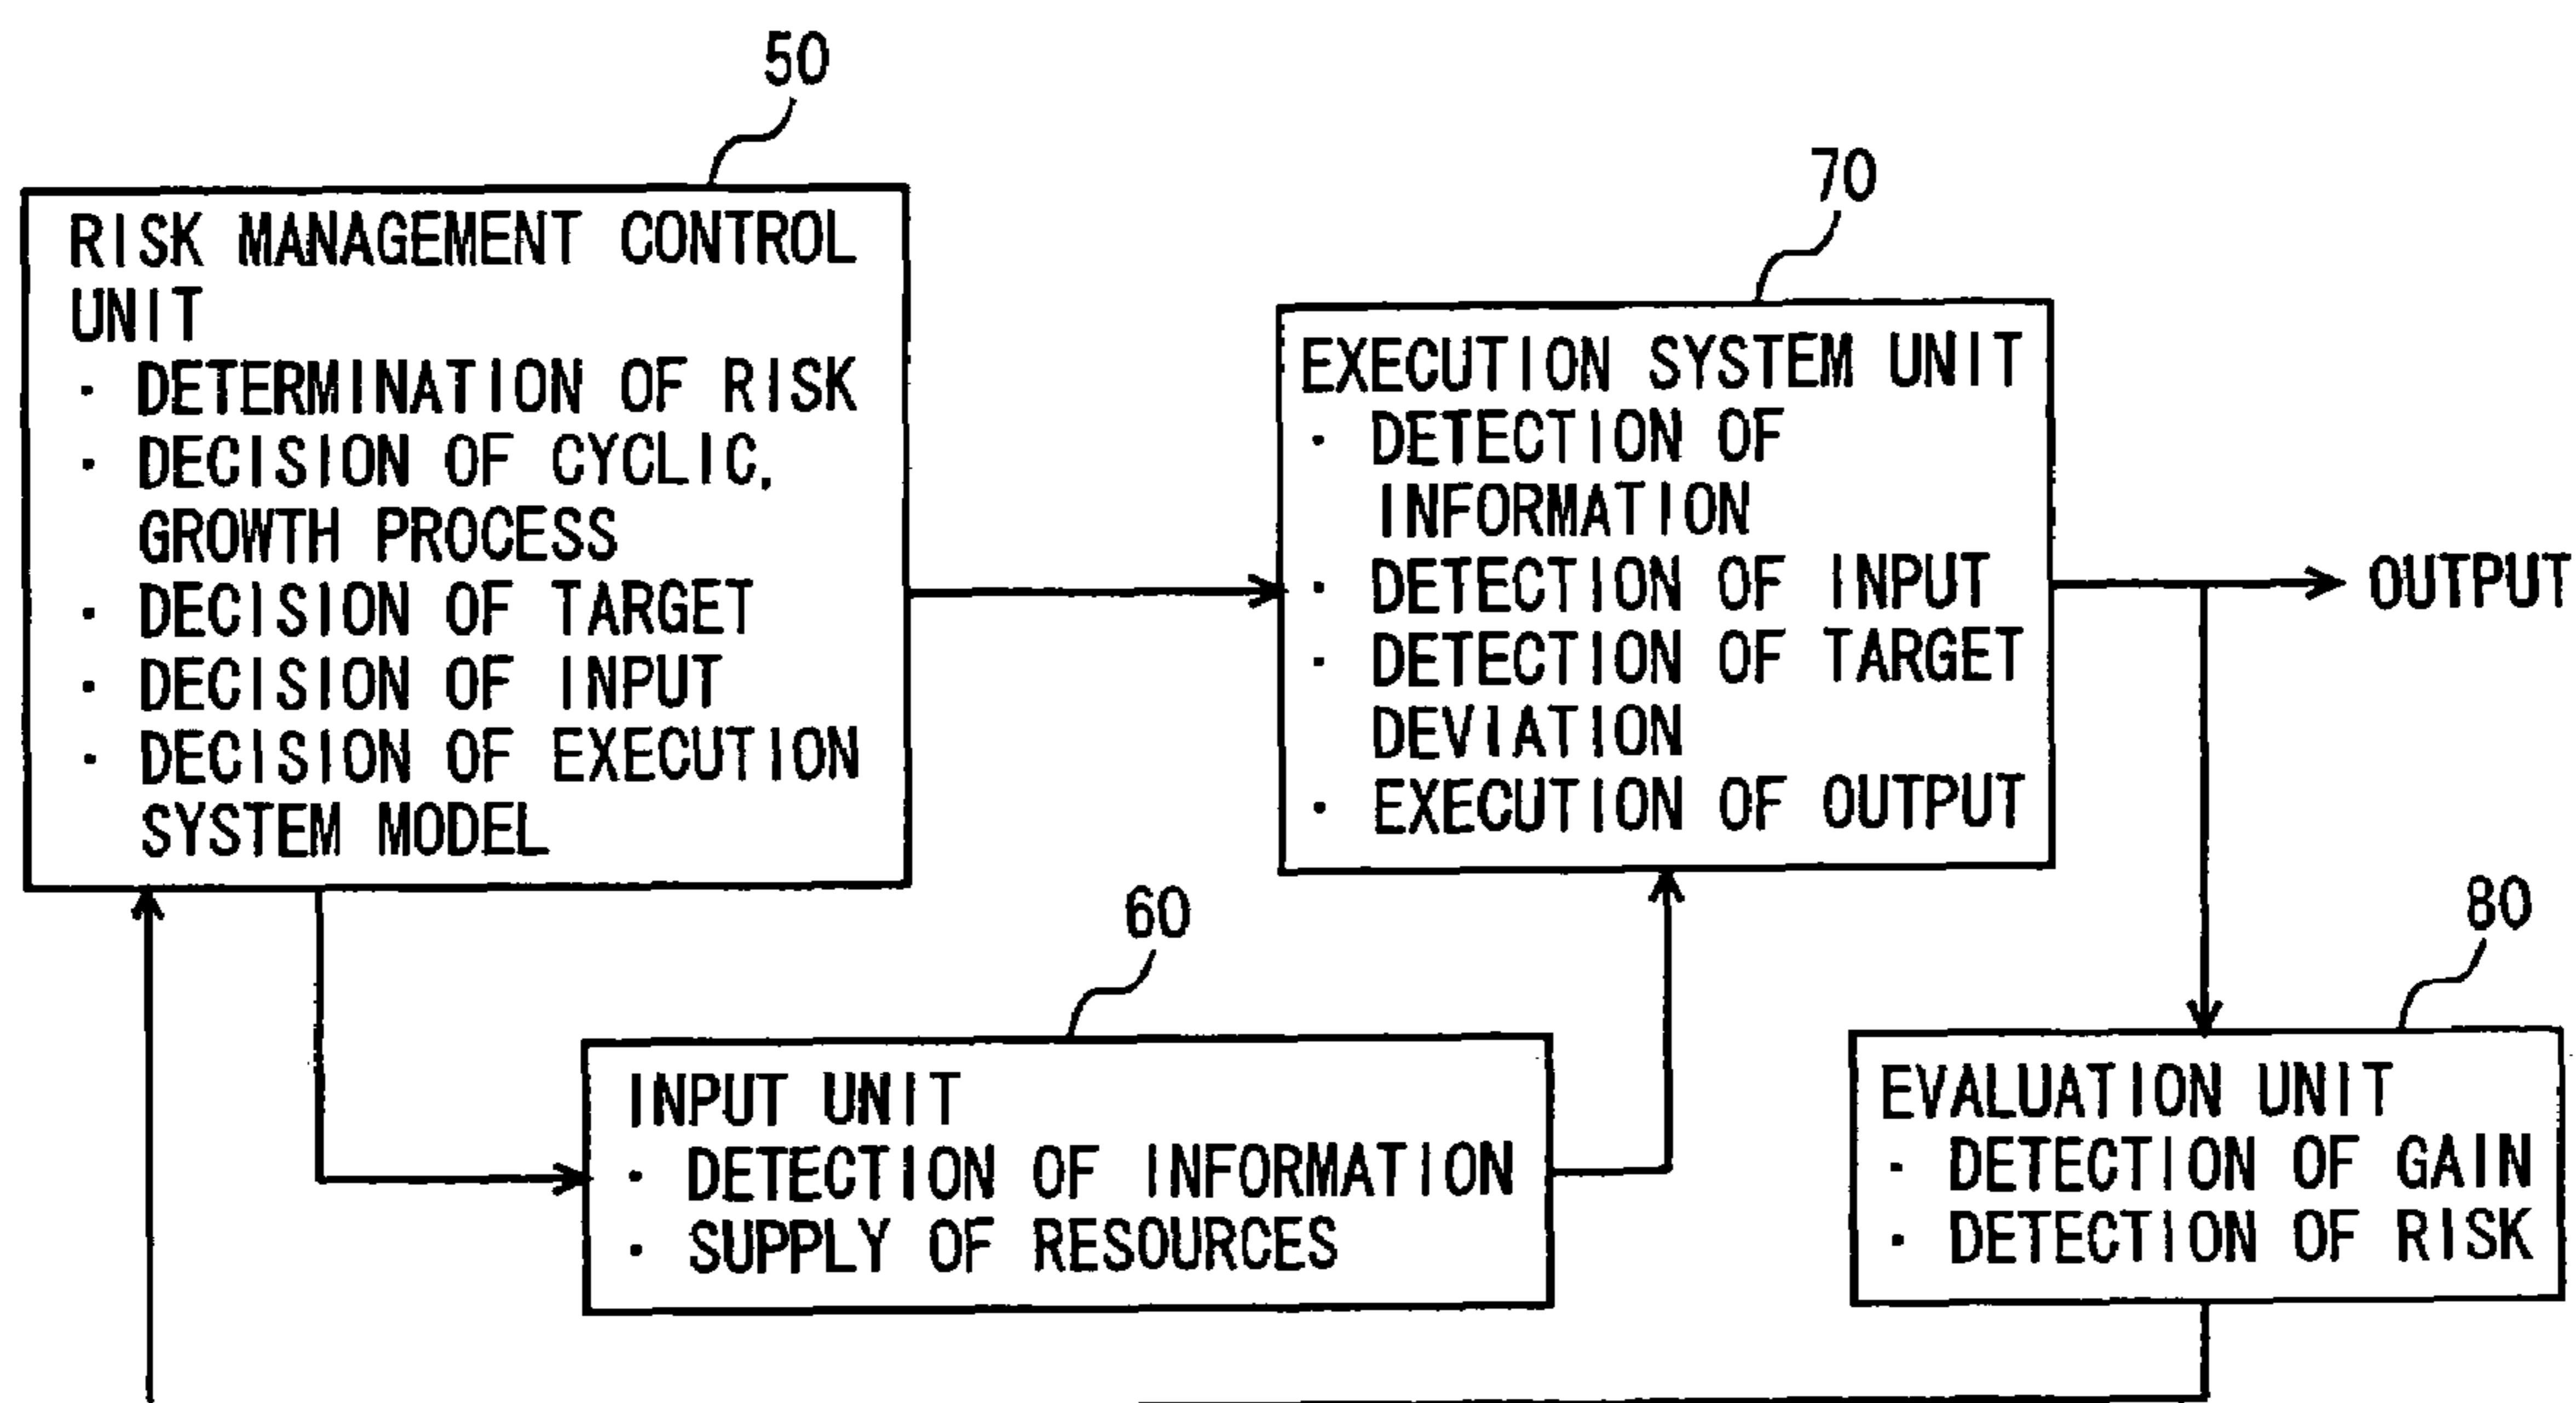 50
RISK MANAGEMENT CONTROL
UNIT
· DETERMINATION OF RISK
· DECISION OF CYCLIC,
GROWTH PROCESS
· DECISION OF TARGET
· DECISION OF INPUT
· DECISION OF EXECUTION
SYSTEM MODEL
70
EXECUTION SYSTEM UNIT
· DETECTION OF
INFORMATION
· DETECTION OF INPUT
· DETECTION OF TARGET
DEVIATION
· EXECUTION OF OUTPUT
OUTPUT
60
INPUT UNIT
· DETECTION OF INFORMATION
· SUPPLY OF RESOURCES
80
EVALUATION UNIT
· DETECTION OF GAIN
· DETECTION OF RISK